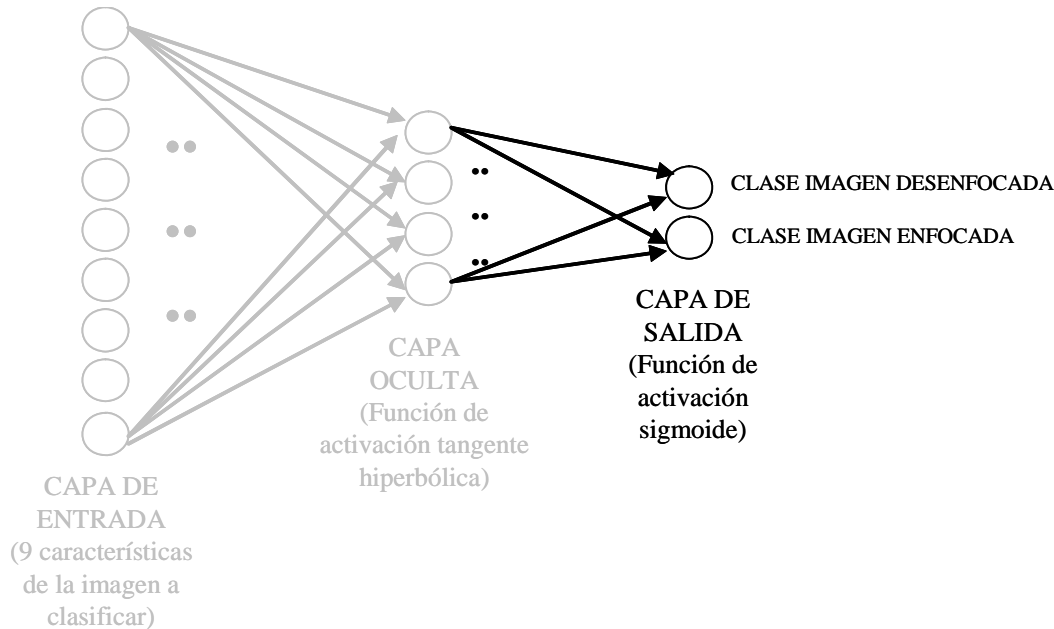 CLASE IMAGEN DESENFOCADA
CLASE IMAGEN ENFOCADA
CAPA DE
SALIDA
(Función de
activación
sigmoide)
CAPA
OCULTA
(Función de
activación tangente
hiperbólica)
CAPA DE
ENTRADA
(9 características
de la imagen a
clasificar)